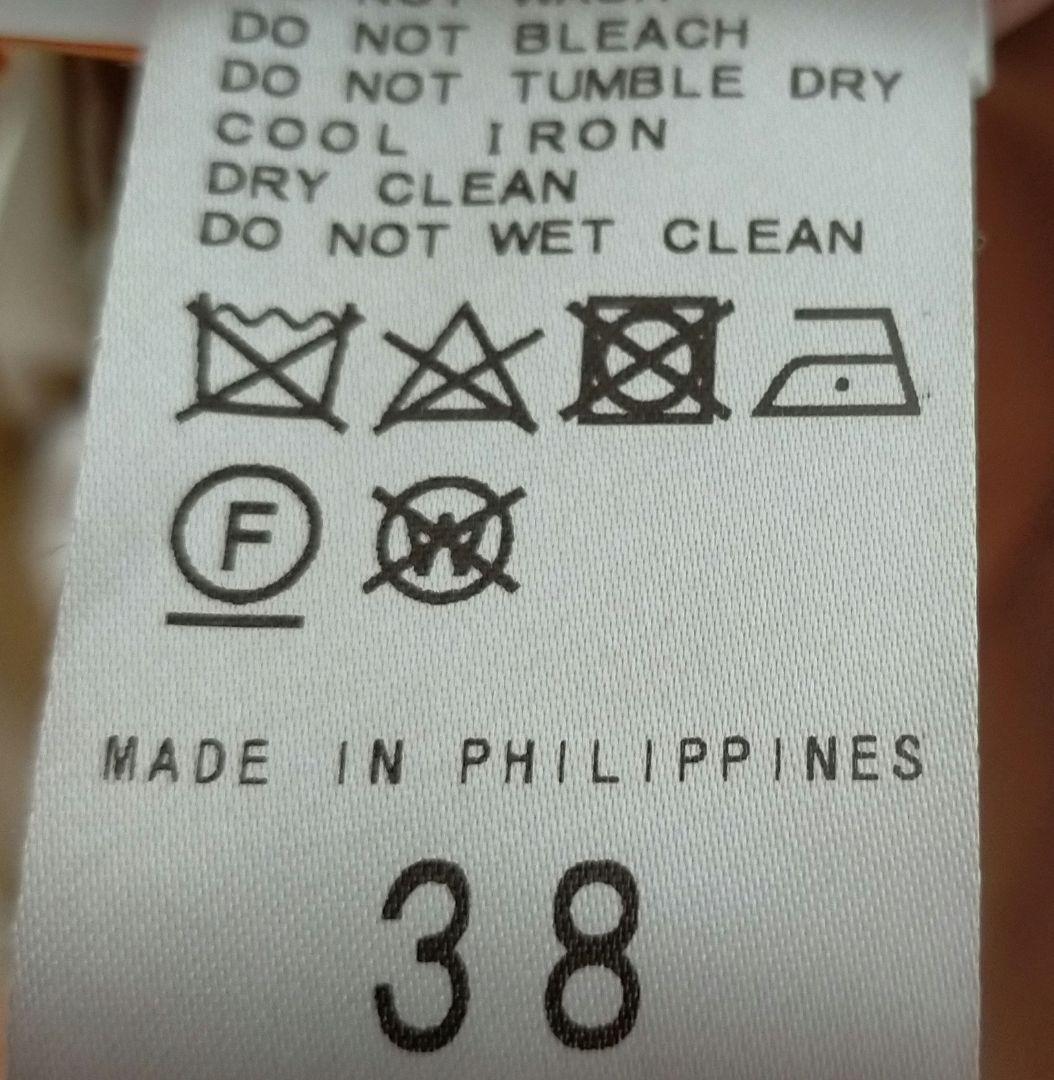 DO NOT BLEACH
DO NOT TUMBLE DRY
COOL IRON
DRY CLEAN
DO NOT WET CLEAN
F W
MADE IN PHILIPPINES
38